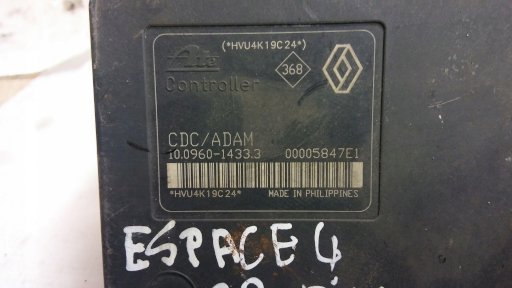 (*HVU4K19C24*)
Ate
368
Controller
CDC/ADAM
10.0960-1433.3 00005847E1
*HVU4K19C24* MADE IN PHILIPPINES
ESPACE 4